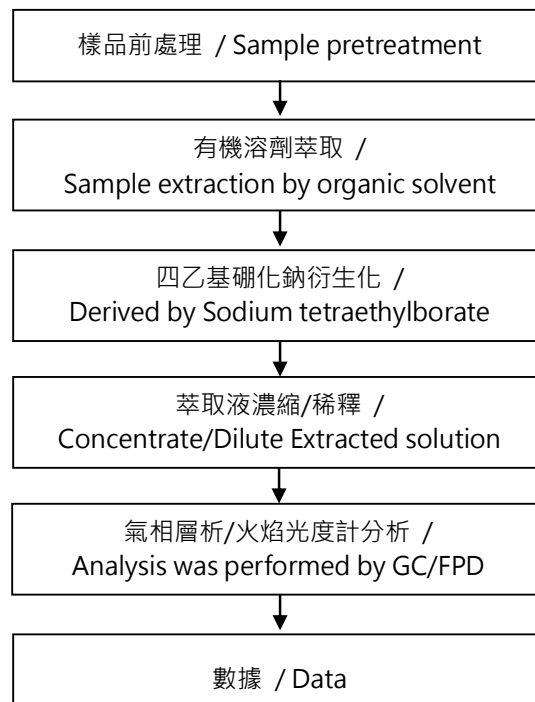 樣品前處理 / Sample pretreatment
有機溶劑萃取 /
Sample extraction by organic solvent
四乙基硼化鈉衍生化 /
Derived by Sodium tetraethylborate
萃取液濃縮/稀釋 /
Concentrate/Dilute Extracted solution
氣相層析/火焰光度計分析 /
Analysis was performed by GC/FPD
數據 / Data